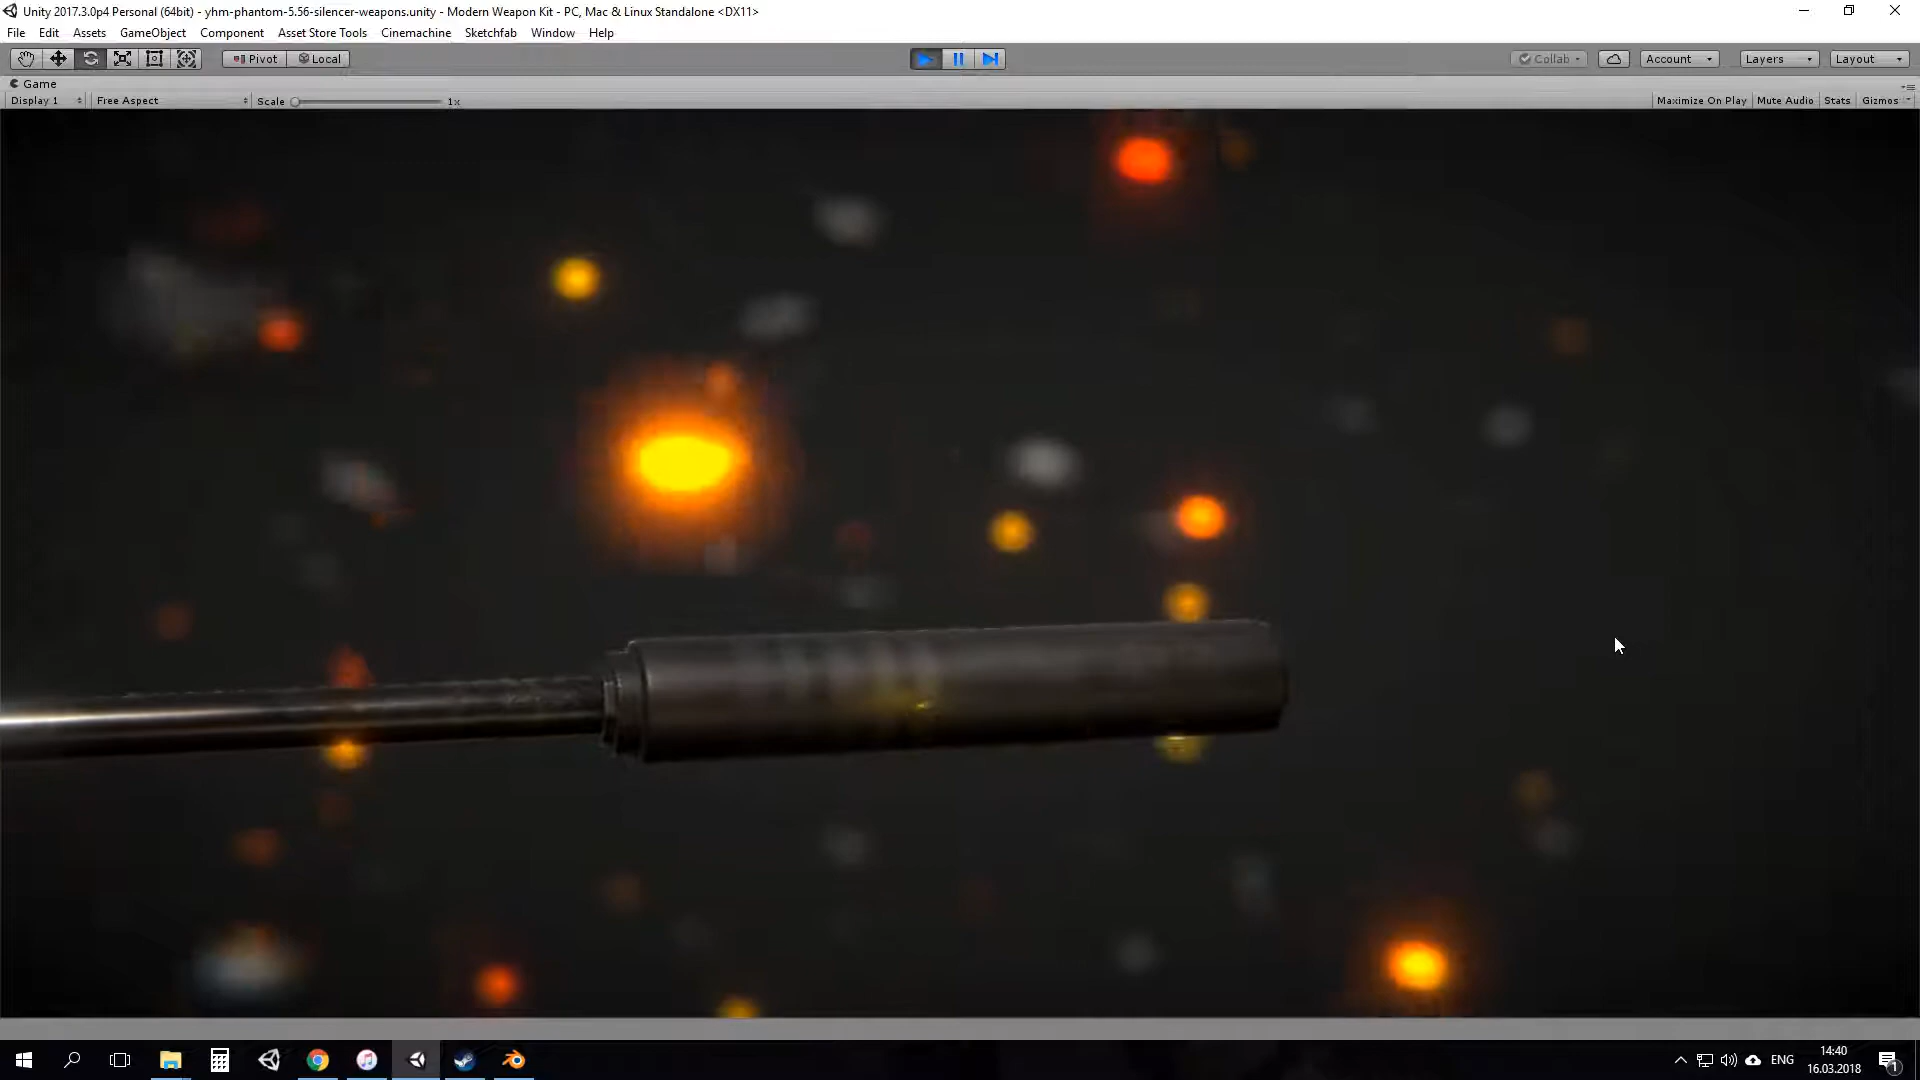 Unity 2017.3.0p4 Personal (64bit) - yhm-phantom-5.56-silencer-weapons.unity - Modern Weapon Kit - PC, Mac & Linux Standalone <DX11>
File Edit Assets GameObject Component Asset Store Tools Cinemachine Sketchfab Window Help
Pivot Local Collab Account Layers Layout
Game
Display 1 Free Aspect Scale 1x Maximize On Play Mute Audio Stats Gizmos
ENG 14:40 1
16.03.2018